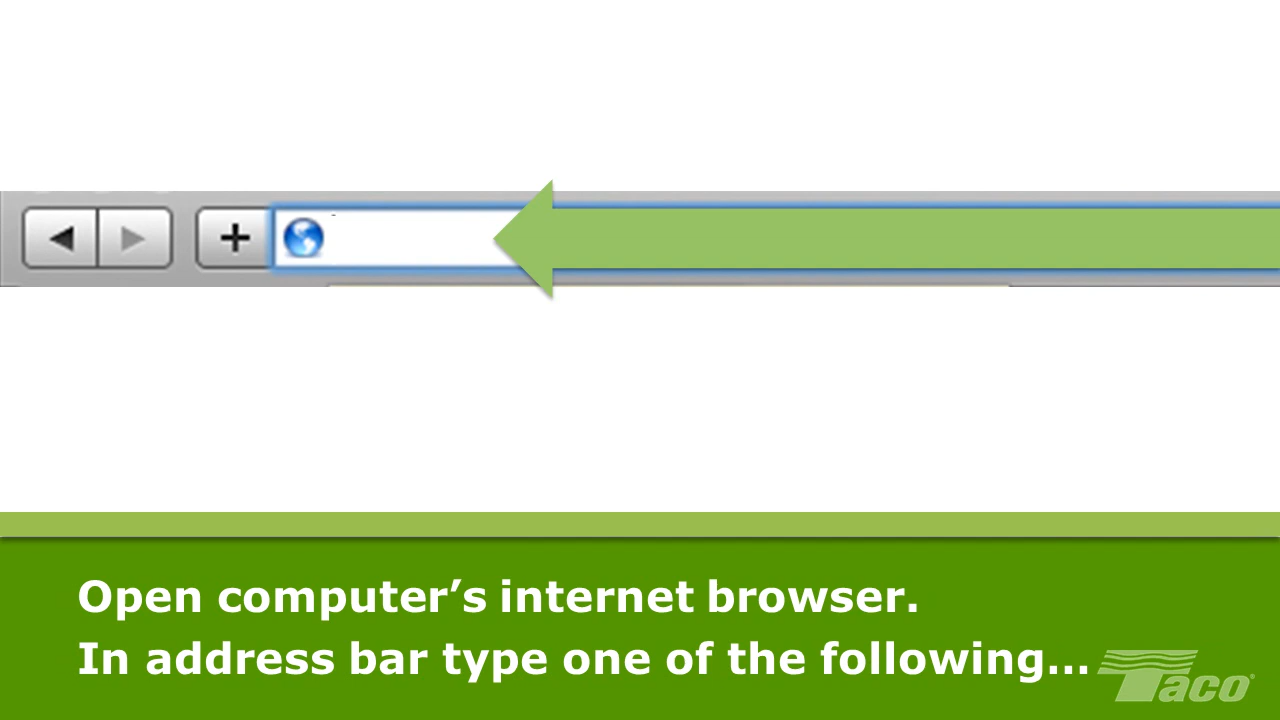 Open computer’s internet browser.
In address bar type one of the following...
Taco®